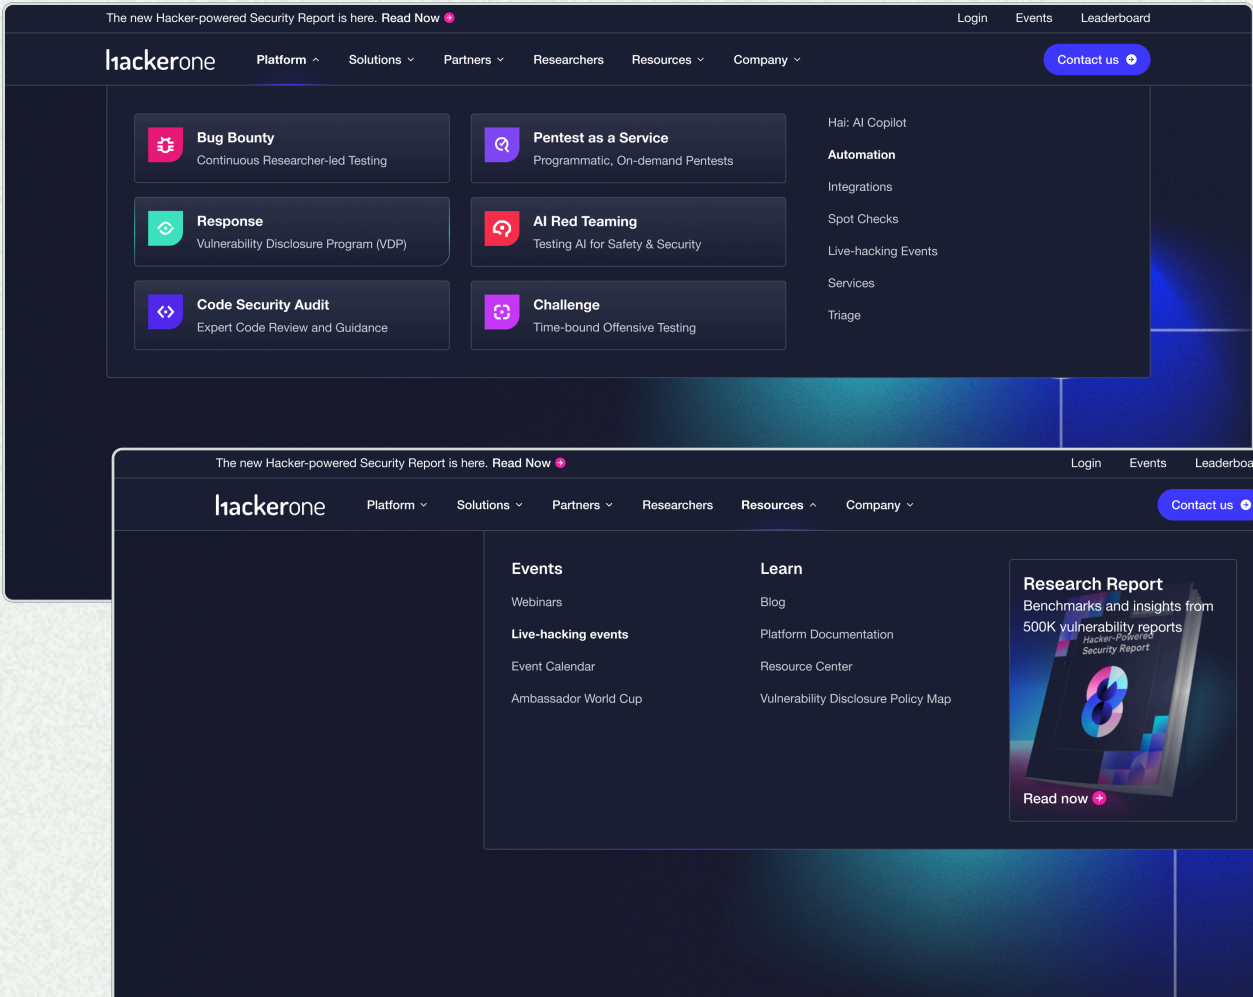 The new Hacker-powered Security Report is here. Read Now
Login Events Leaderboard
hackerone Platform Solutions Partners Researchers Resources Company Contact us
Bug Bounty
Continuous Researcher-led Testing
Pentest as a Service
Programmatic, On-demand Pentests
Response
Vulnerability Disclosure Program (VDP)
AI Red Teaming
Testing AI for Safety & Security
Code Security Audit
Expert Code Review and Guidance
Challenge
Time-bound Offensive Testing
Hai: AI Copilot
Automation
Integrations
Spot Checks
Live-hacking Events
Services
Triage
The new Hacker-powered Security Report is here. Read Now
Login Events Leaderboa
hackerone Platform Solutions Partners Researchers Resources Company Contact us
Events
Webinars
Live-hacking events
Event Calendar
Ambassador World Cup
Learn
Blog
Platform Documentation
Resource Center
Vulnerability Disclosure Policy Map
Research Report
Benchmarks and insights from
500K vulnerability reports
Hacker-Powered
Security Report
8
Read now